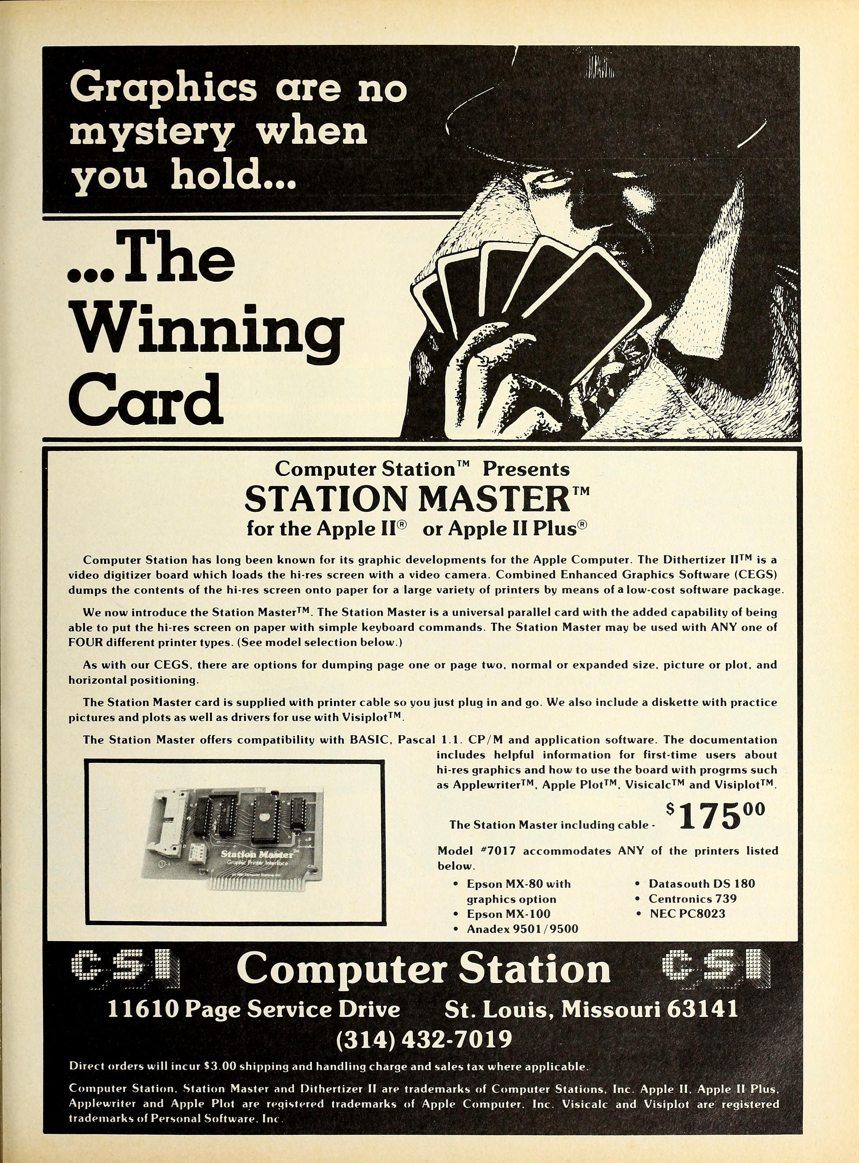 Graphics are no
mystery when
you hold...
...The
Winning
Card
Computer Station™ Presents
STATION MASTER™
for the Apple II® or Apple II Plus®
Computer Station has long been known for its graphic developments for the Apple Computer. The Dithertizer II™ is a
video digitizer board which loads the hi-res screen with a video camera. Combined Enhanced Graphics Software (CEGS)
dumps the contents of the hi-res screen onto paper for a large variety of printers by means of a low-cost software package.
We now introduce the Station Master™. The Station Master is a universal parallel card with the added capability of being
able to put the hi-res screen on paper with simple keyboard commands. The Station Master may be used with ANY one of
FOUR different printer types. (See model selection below.)
As with our CEGS, there are options for dumping page one or page two, normal or expanded size, picture or plot, and
horizontal positioning.
The Station Master card is supplied with printer cable so you just plug in and go. We also include a diskette with practice
pictures and plots as well as drivers for use with Visiplot™.
The Station Master offers compatibility with BASIC, Pascal 1.1, CP/M and application software. The documentation
includes helpful information for first-time users about
hi-res graphics and how to use the board with progrms such
as Applewriter™, Apple Plot™, Visicalc™ and Visiplot™.
The Station Master including cable - $175⁰⁰
Model #7017 accommodates ANY of the printers listed
below.
• Epson MX-80 with
graphics option
• Epson MX-100
• Anadex 9501/9500
• Datasouth DS 180
• Centronics 739
• NEC PC8023
Station Master
Graphic Printer Interface
CSI Computer Station CSI
11610 Page Service Drive St. Louis, Missouri 63141
(314) 432-7019
Direct orders will incur $3.00 shipping and handling charge and sales tax where applicable.
Computer Station, Station Master and Dithertizer II are trademarks of Computer Stations, Inc. Apple II, Apple II Plus,
Applewriter and Apple Plot are registered trademarks of Apple Computer, Inc. Visicalc and Visiplot are registered
trademarks of Personal Software, Inc.